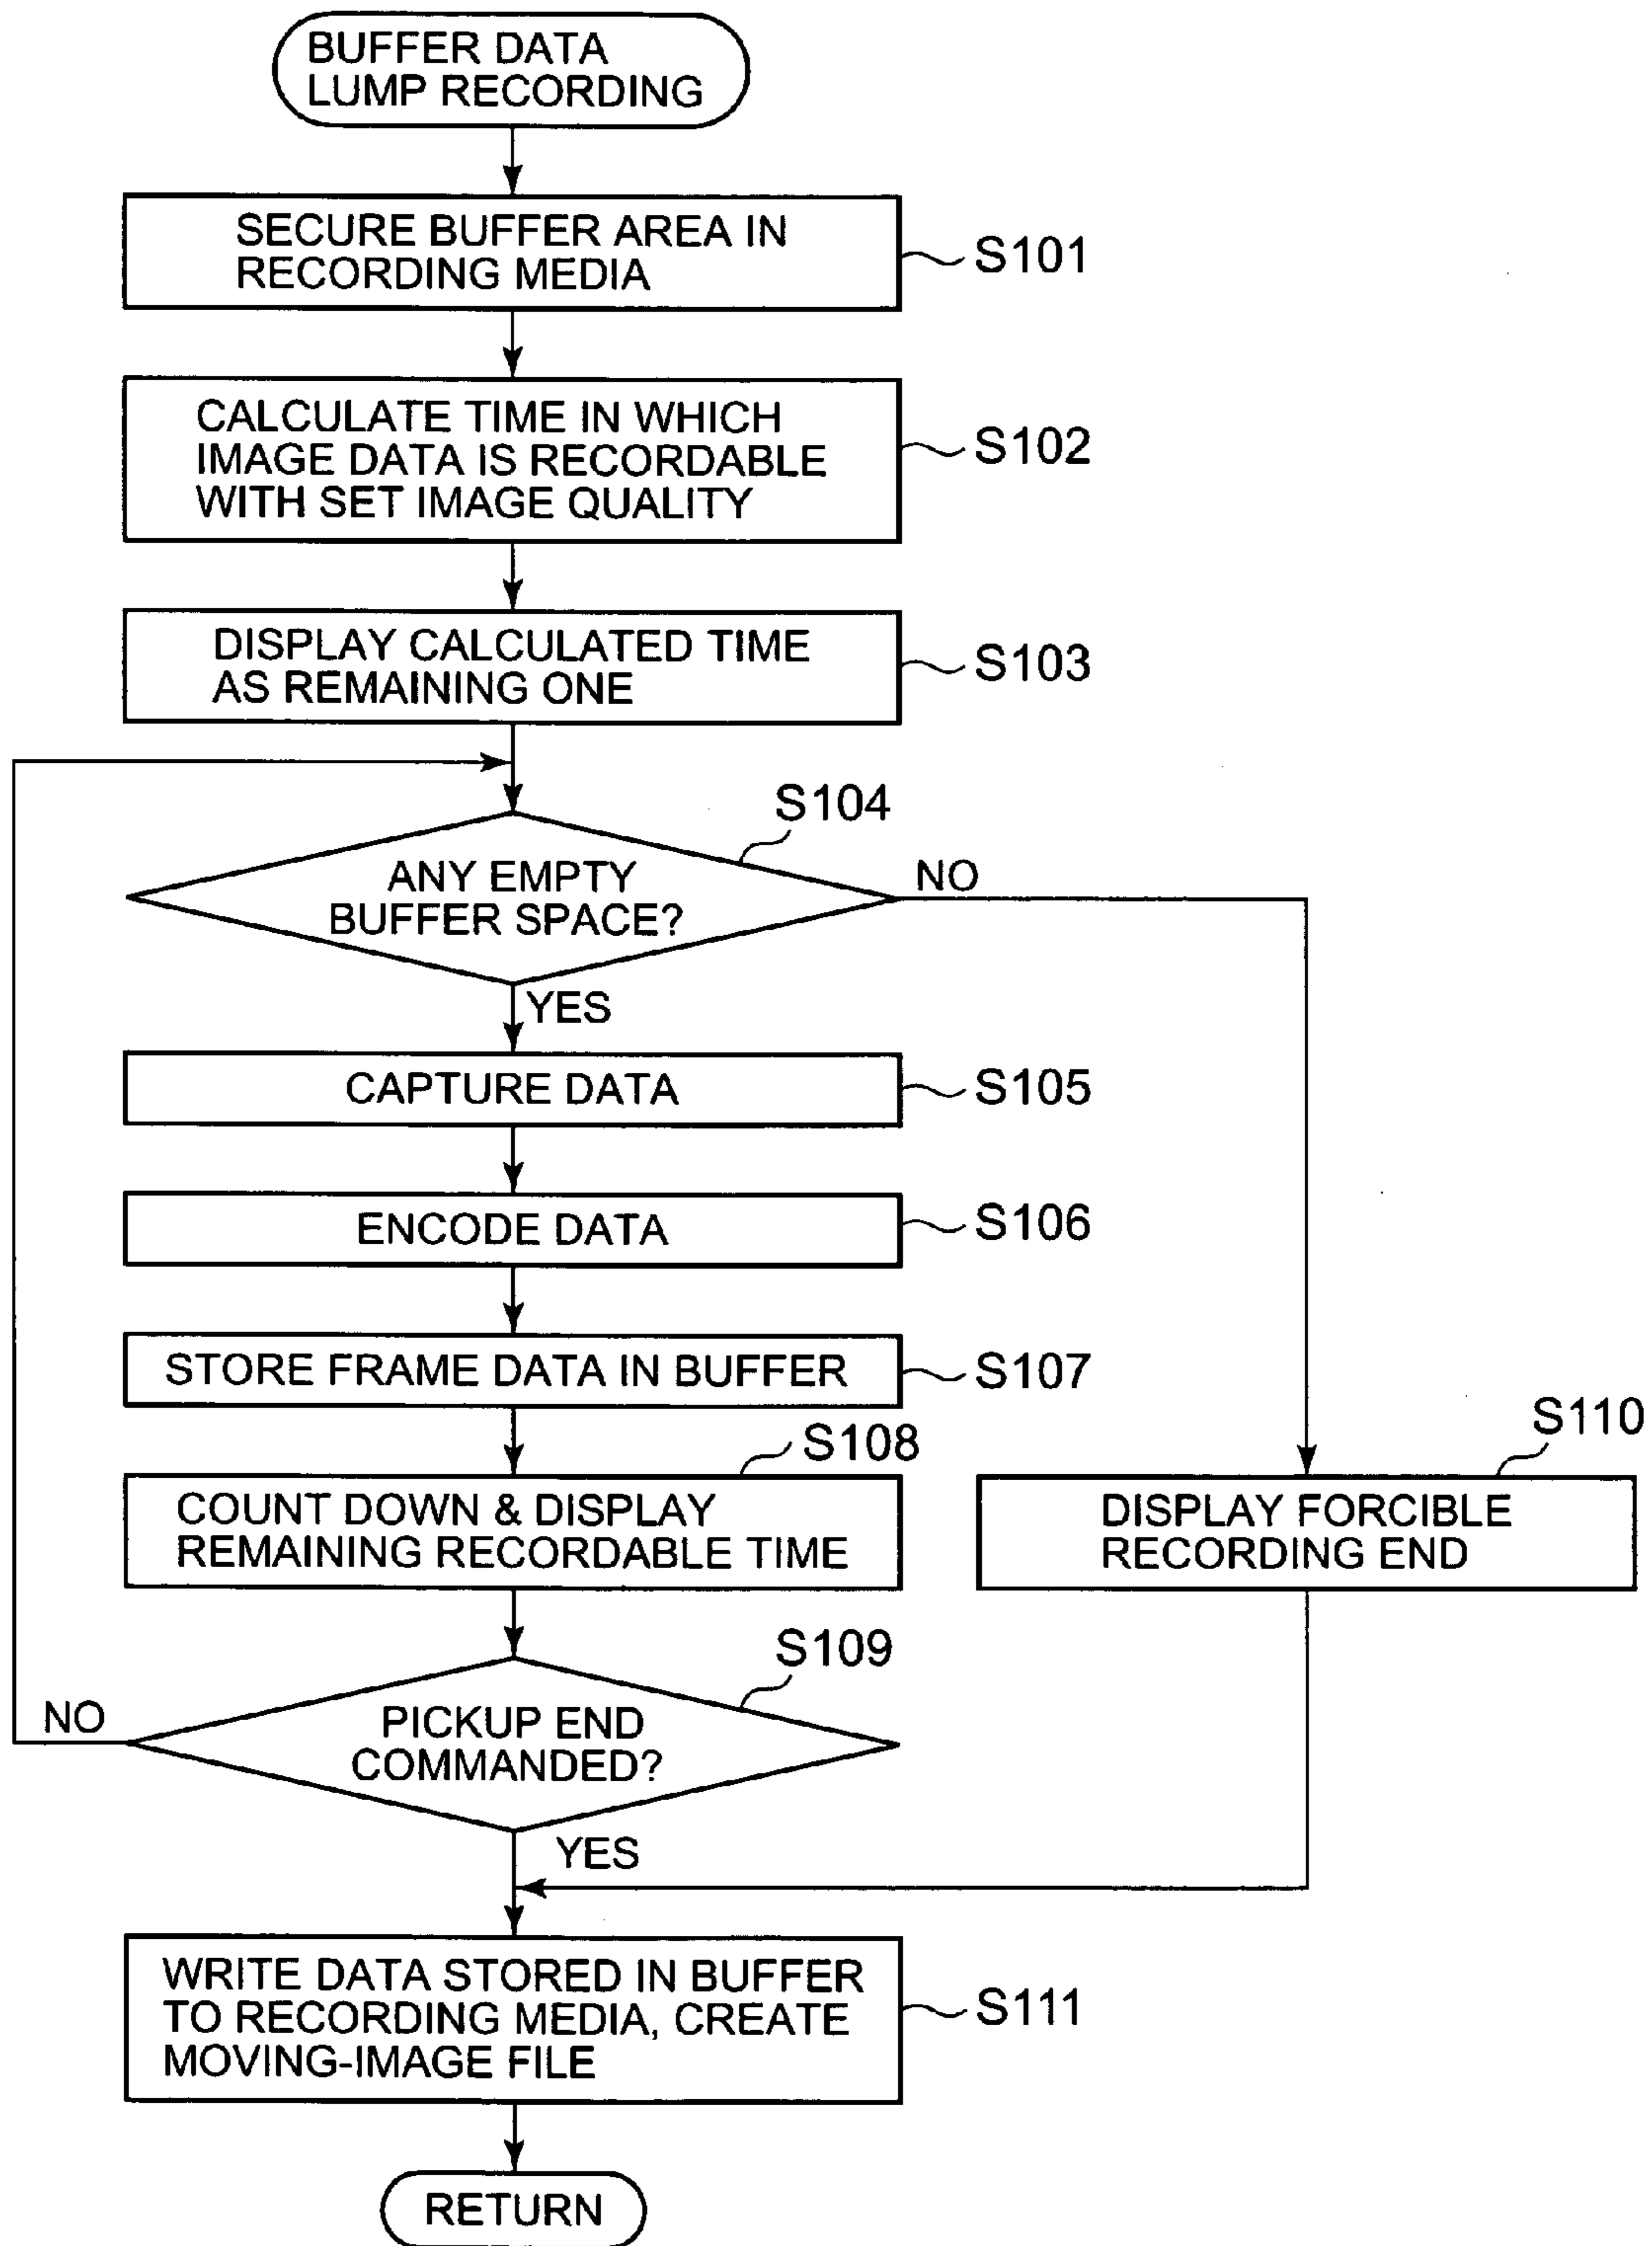 BUFFER DATA
LUMP RECORDING
SECURE BUFFER AREA IN
RECORDING MEDIA
S101
CALCULATE TIME IN WHICH
IMAGE DATA IS RECORDABLE
WITH SET IMAGE QUALITY
S102
DISPLAY CALCULATED TIME
AS REMAINING ONE
S103
S104
ANY EMPTY
BUFFER SPACE?
NO
YES
CAPTURE DATA
S105
ENCODE DATA
S106
STORE FRAME DATA IN BUFFER
S107
S108
COUNT DOWN & DISPLAY
REMAINING RECORDABLE TIME
S110
DISPLAY FORCIBLE
RECORDING END
S109
NO
PICKUP END
COMMANDED?
YES
WRITE DATA STORED IN BUFFER
TO RECORDING MEDIA, CREATE
MOVING-IMAGE FILE
S111
RETURN